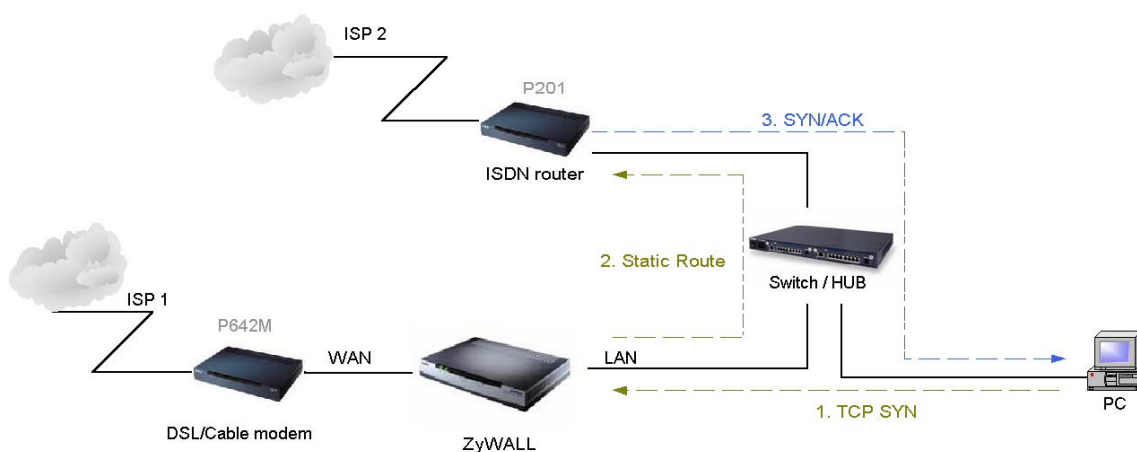 ISP 2
P201
3. SYN/ACK
ISDN router
2. Static Route
Switch / HUB
ISP 1
P642M
WAN
LAN
1. TCP SYN
PC
DSL/Cable modem
ZyWALL